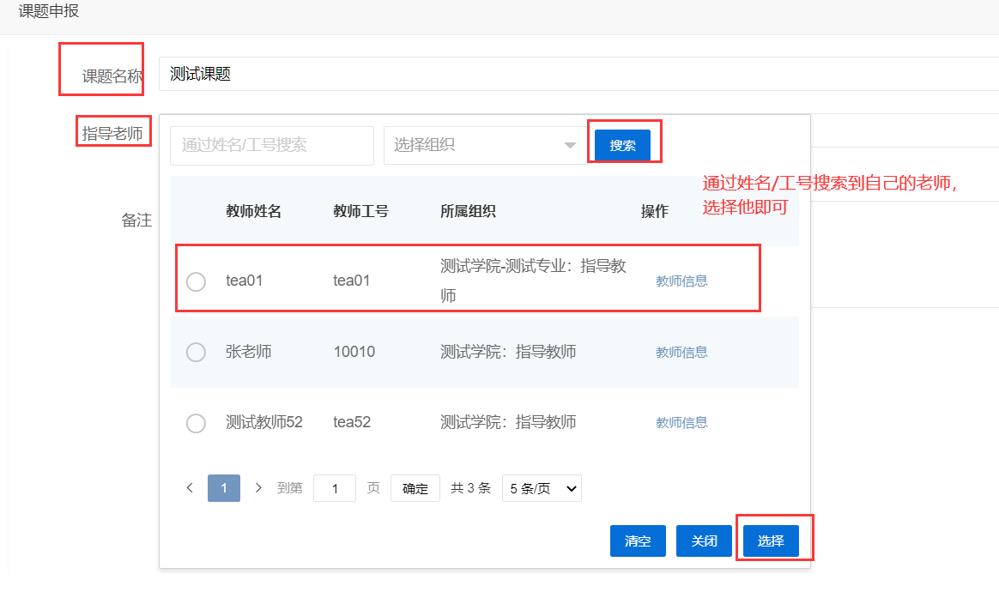 课题申报
课题名称
测试课题
指导老师
通过姓名/工号搜索
选择组织
搜索
通过姓名/工号搜索到自己的老师，
选择他即可
备注
教师姓名
教师工号
所属组织
操作
tea01
tea01
测试学院-测试专业：指导教
师
教师信息
张老师
10010
测试学院：指导教师
教师信息
测试教师52
tea52
测试学院：指导教师
教师信息
1
到第
1
页
确定
共 3 条
5 条/页
清空
关闭
选择